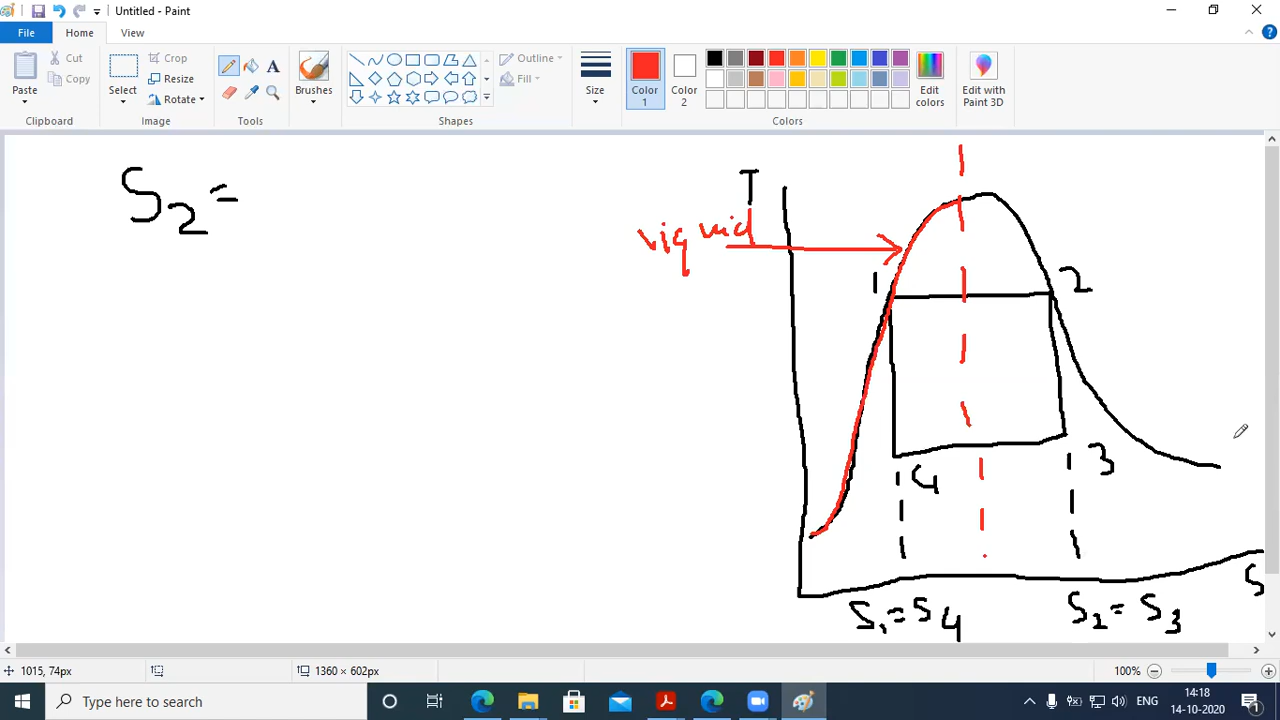 Untitled - Paint
File Home View
Paste
Cut
Copy
Clipboard
Select
Crop
Resize
Rotate
Image
A
Tools
Brushes
Shapes
Outline
Fill
Size
Color 1
Color 2
Edit colors
Edit with Paint 3D
Colors
S2=
T
liquid
1
2
3
4
S1=S4
S2=S3
S
1015, 74px
1360 × 602px
100%
Type here to search
ENG
14:18
14-10-2020
1